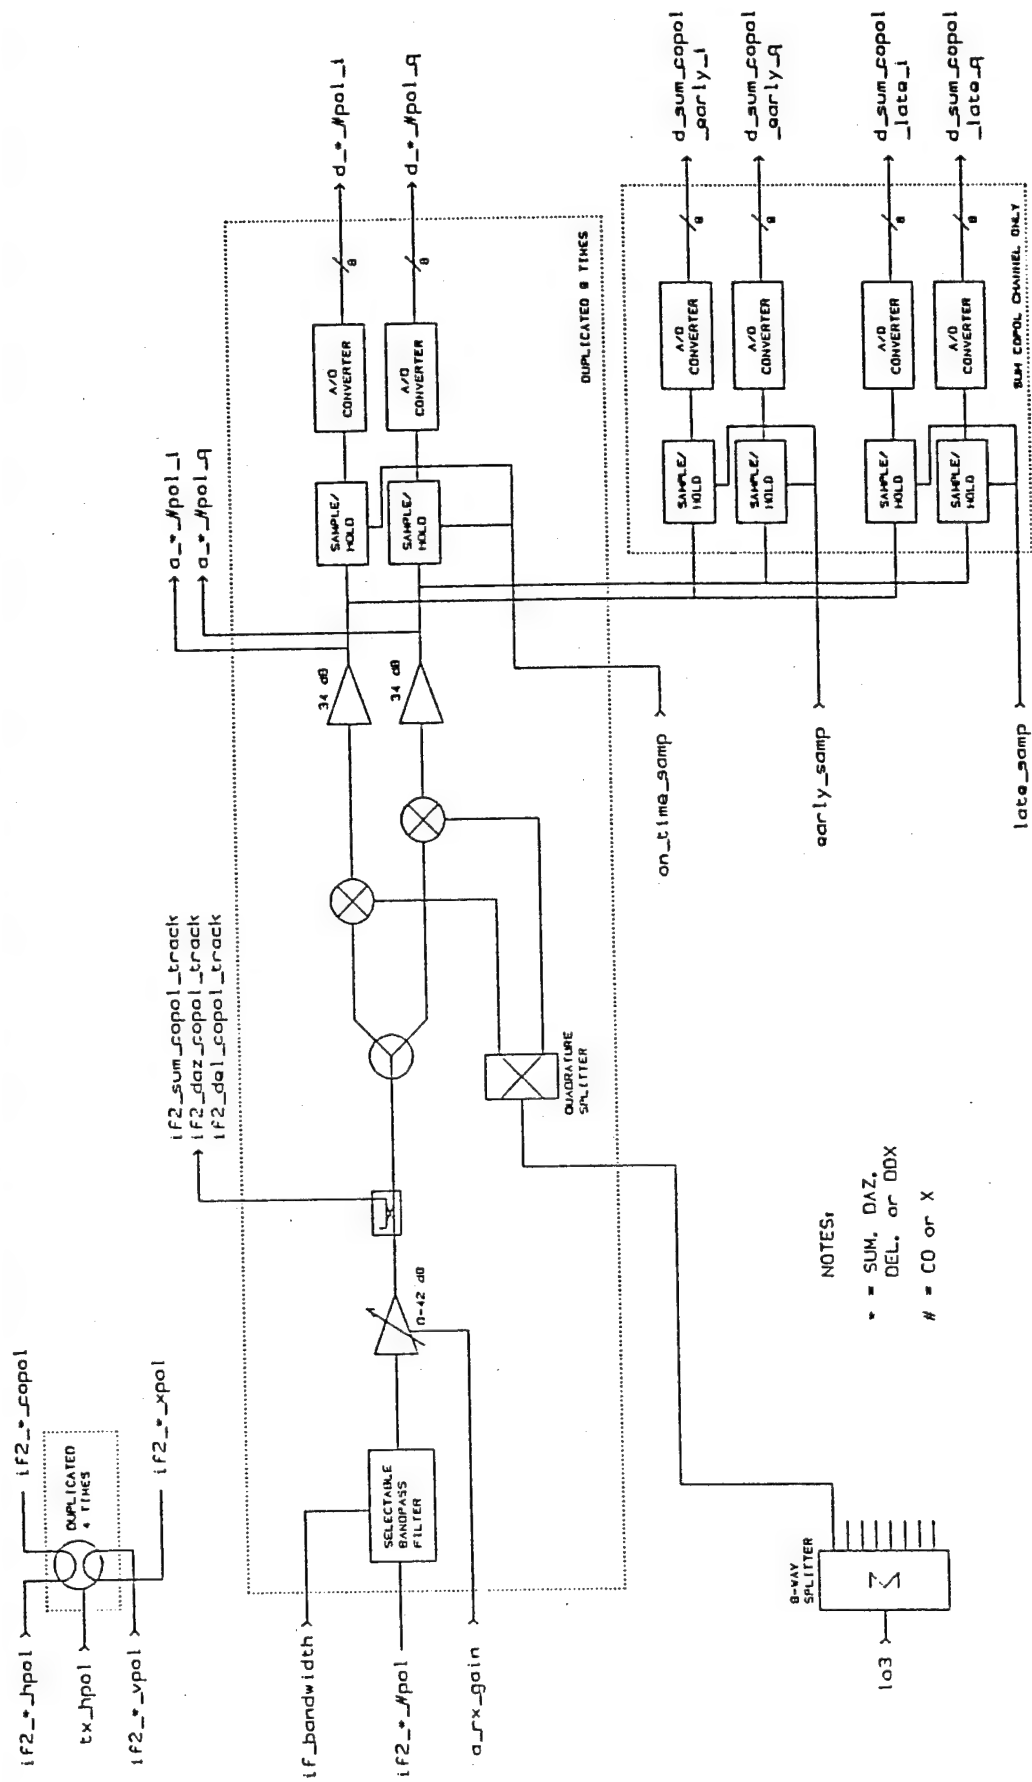 if2_*_hpol
tx_hpol
if2_*_vpol
if2_*_copol
DUPLICATED
4 TIMES
if2_*_xpol
if_bandwidth
if2_*_#pol
a_rx_gain
SELECTABLE
BANDPASS
FILTER
0-42 dB
if2_sum_copol_track
if2_daz_copol_track
if2_del_copol_track
QUADRATURE
SPLITTER
34 dB
34 dB
a_*_#pol_i
a_*_#pol_q
SAMPLE/
HOLD
SAMPLE/
HOLD
A/D
CONVERTER
A/D
CONVERTER
8
8
d_*_#pol_i
d_*_#pol_q
DUPLICATED 8 TIMES
on_time_samp
early_samp
late_samp
SAMPLE/
HOLD
SAMPLE/
HOLD
SAMPLE/
HOLD
SAMPLE/
HOLD
A/D
CONVERTER
A/D
CONVERTER
A/D
CONVERTER
A/D
CONVERTER
8
8
8
8
d_sum_copol
_early_i
d_sum_copol
_early_q
d_sum_copol
_late_i
d_sum_copol
_late_q
SUM COPOL CHANNEL ONLY
lo3
8-WAY
SPLITTER
Σ
NOTES:
* = SUM, DAZ,
DEL, or DDX
# = CO or X